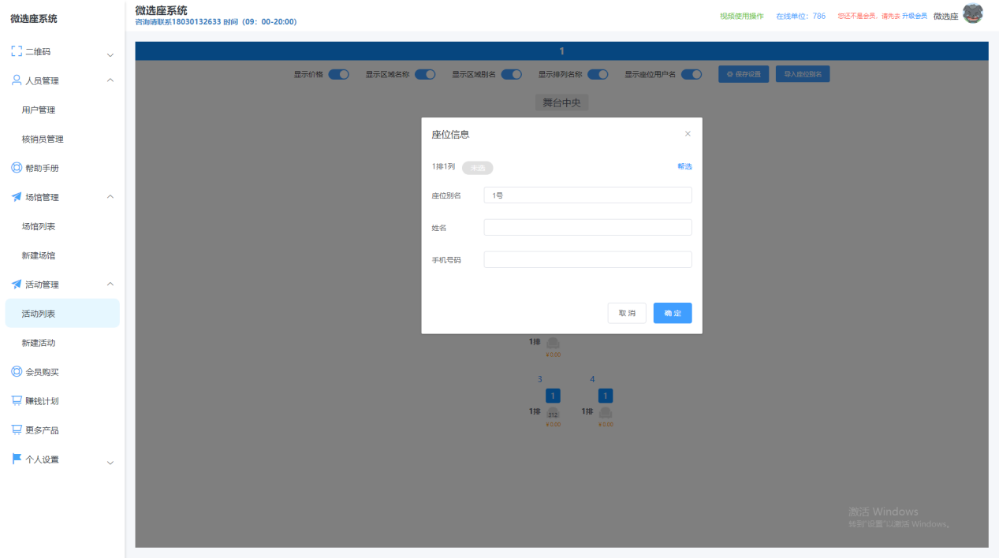 微选座系统
二维码
人员管理
用户管理
核销员管理
帮助手册
场馆管理
场馆列表
新建场馆
活动管理
活动列表
新建活动
会员购买
赚钱计划
更多产品
个人设置
微选座系统
咨询请联系18030132633 时间（09：00-20:00）
视频使用操作 在线单位：786 您还不是会员，请先去 升级会员 微选座
1
显示价格 显示区域名称 显示区域别名 显示排列名称 显示座位用户名 保存设置 导入座位别名
舞台中央
座位信息 ×
1排1列 未选 帮选
座位别名 1号
姓名
手机号码
取消 确定
1排
¥0.00
3 4
1 1
1排 312 1排
¥0.00 ¥0.00
激活 Windows
转到"设置"以激活 Windows。